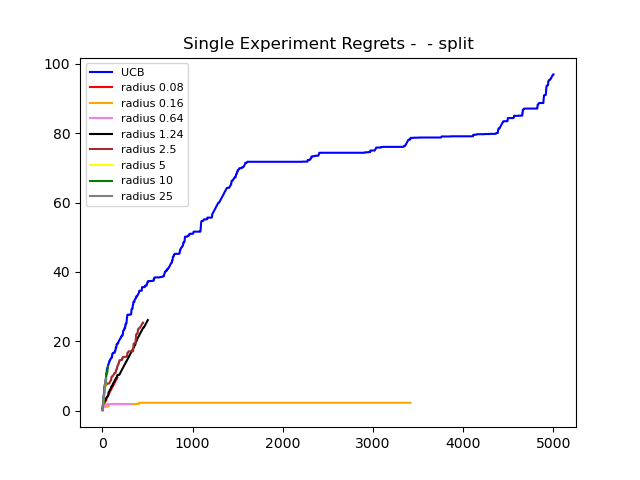 Single Experiment Regrets -  - split
UCB
radius 0.08
radius 0.16
radius 0.64
radius 1.24
radius 2.5
radius 5
radius 10
radius 25
100
80
60
40
20
0
0 1000 2000 3000 4000 5000